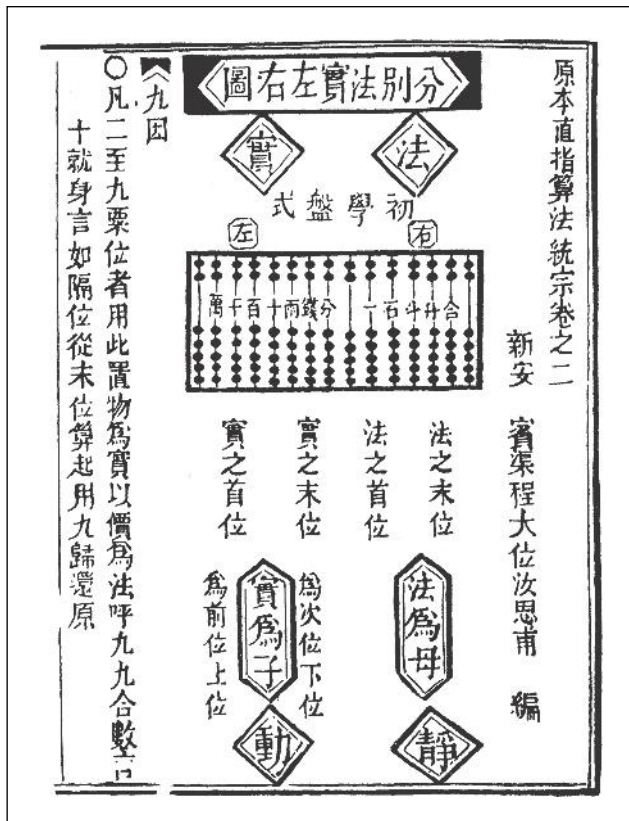 原本直指算法統宗卷之二
新安 賓渠程大位汝思甫 編
分別法實左右圖
法 實
初學盤式
右 左
合升斗石一 分錢兩十百千萬
法之末位
法之首位
實之末位
實之首位
法為母
靜
為次位下位
實為子
動
為前位上位
九因
〇凡二至九粟位者用此置物為實以價為法呼九九合數言
十就身言如隔位從末位算起用九歸還原